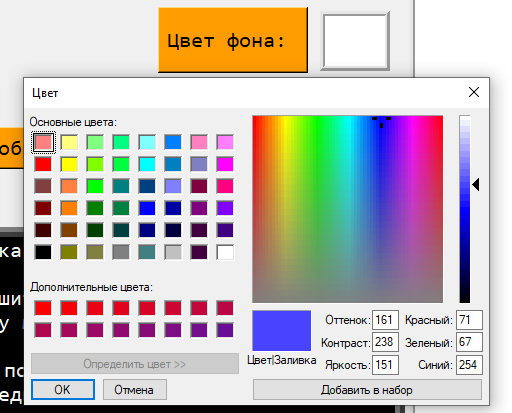 Цвет фона:
Цвет
Основные цвета:
Дополнительные цвета:
Определить цвет >>
OK
Отмена
Цвет|Заливка
Оттенок: 161
Контраст: 238
Яркость: 151
Красный: 71
Зеленый: 67
Синий: 254
Добавить в набор